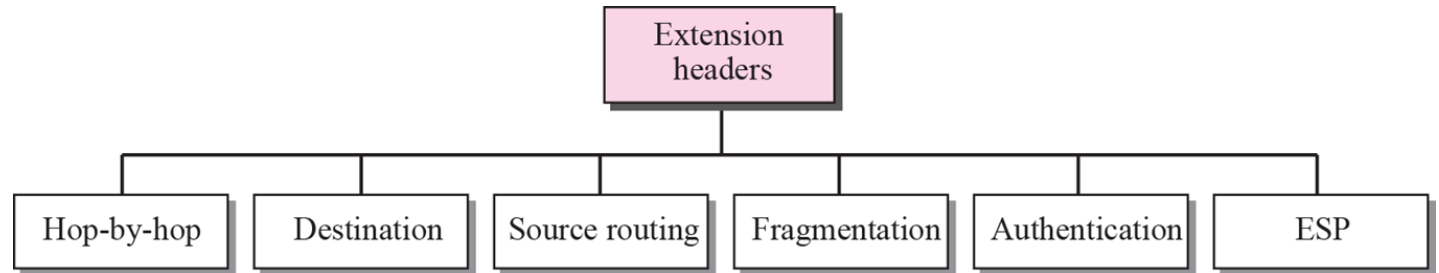 Extension
headers
Hop-by-hop
Destination
Source routing
Fragmentation
Authentication
ESP